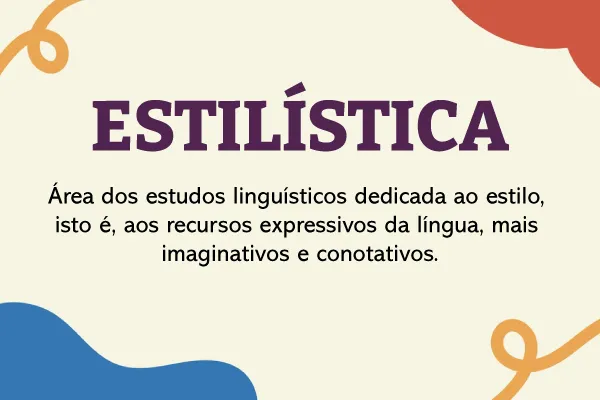 ESTILÍSTICA
Área dos estudos linguísticos dedicada ao estilo,
isto é, aos recursos expressivos da língua, mais
imaginativos e conotativos.